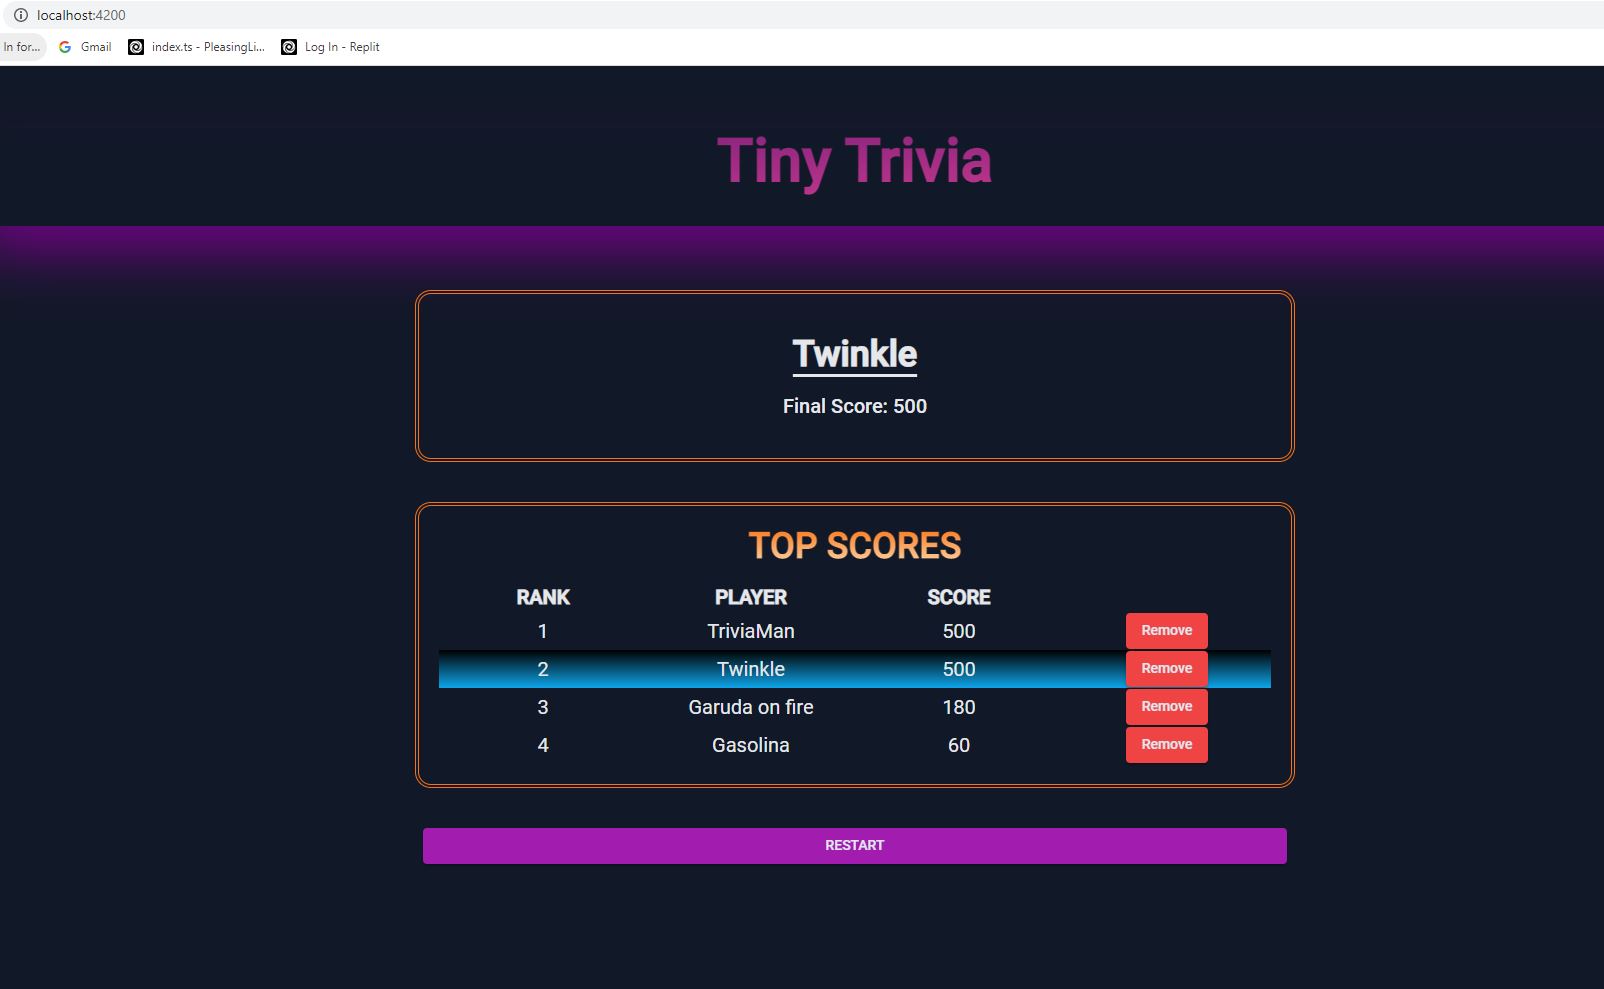 localhost:4200
In for... Gmail index.ts - PleasingLi... Log In - Replit
Tiny Trivia
Twinkle
Final Score: 500
TOP SCORES
RANK PLAYER SCORE
1 TriviaMan 500 Remove
2 Twinkle 500 Remove
3 Garuda on fire 180 Remove
4 Gasolina 60 Remove
RESTART